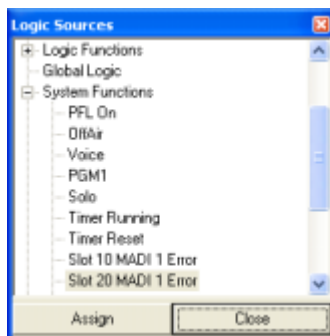 Logic Sources
Logic Functions
Global Logic
System Functions
PFL On
OffAir
Voice
PGM1
Solo
Timer Running
Timer Reset
Slot 10 MADI 1 Error
Slot 20 MADI 1 Error
Assign Close